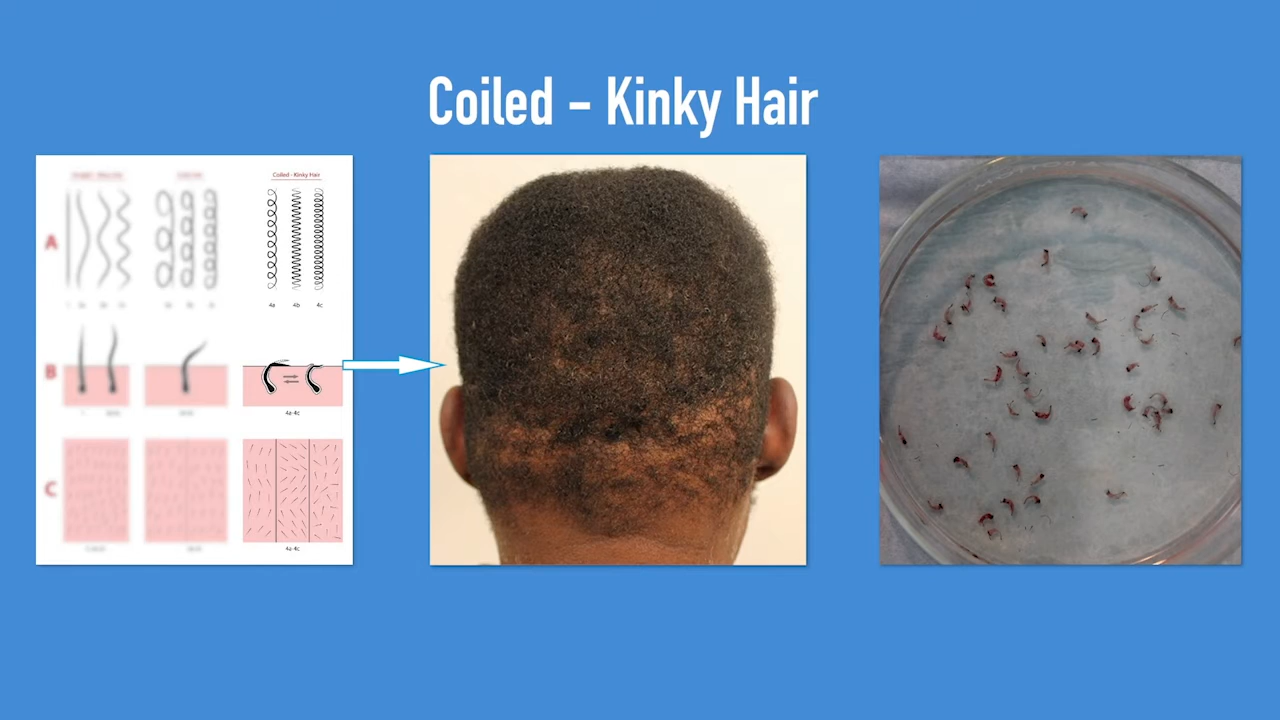 Coiled – Kinky Hair
Coiled - Kinky Hair
A
4a 4b 4c
B
4a-4c
C
4a-4c